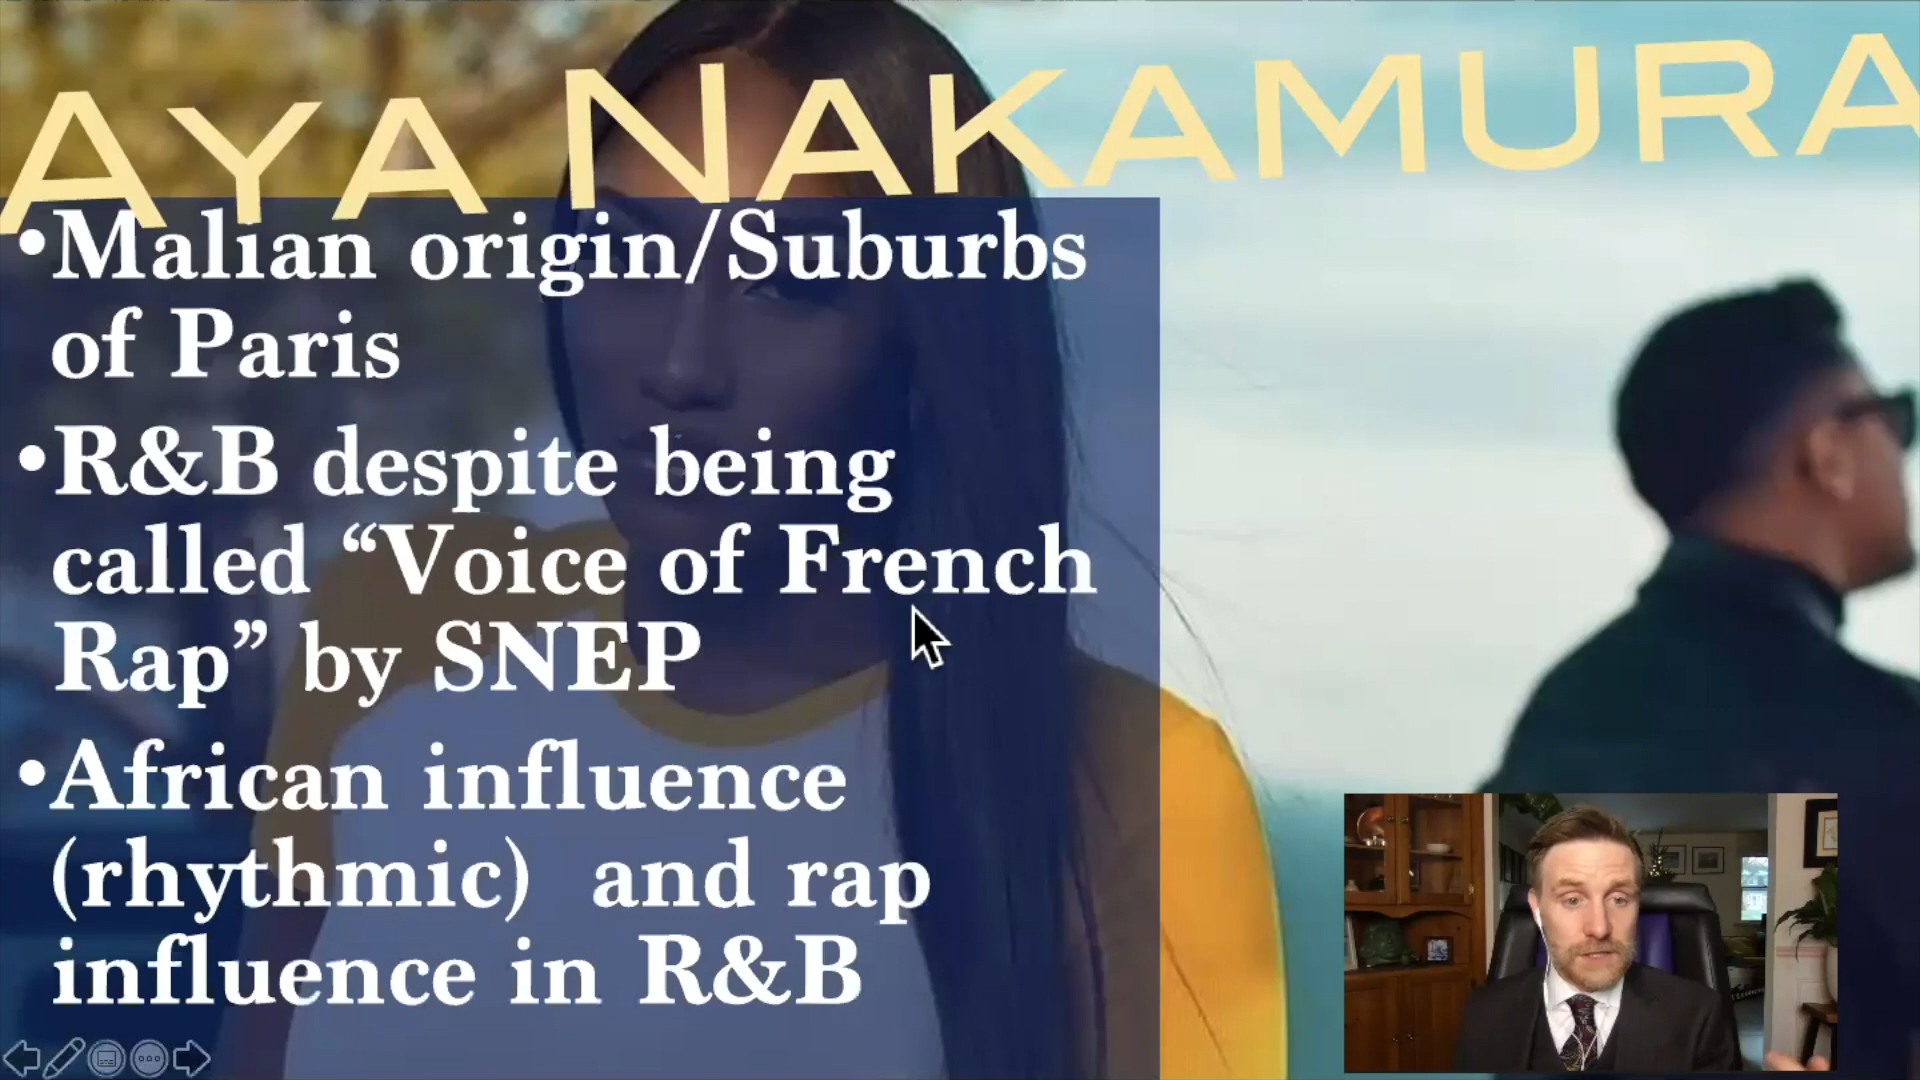 AYA NAKAMURA
•Malian origin/Suburbs
of Paris
•R&B despite being
called “Voice of French
Rap” by SNEP
•African influence
(rhythmic) and rap
influence in R&B